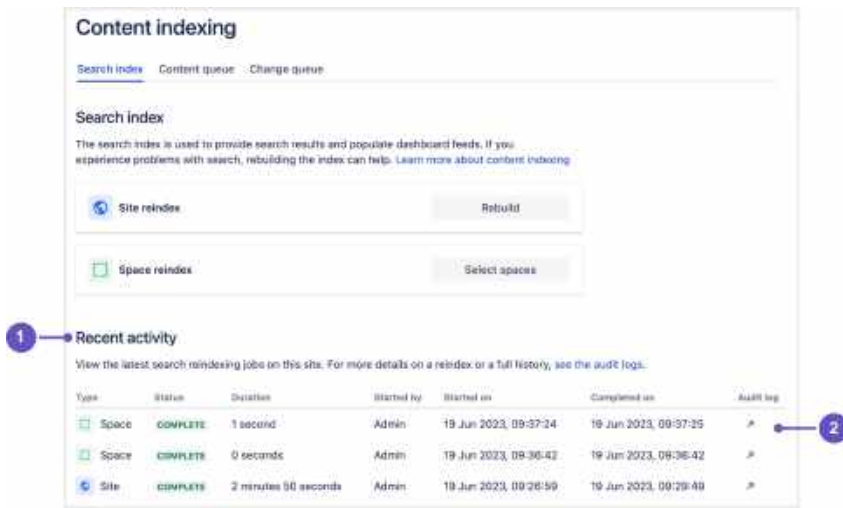 Content indexing
Search index Content queue Change queue
Search index
The search index is used to provide search results and populate dashboard feeds. If you
experience problems with search, rebuilding the index can help. Learn more about content indexing
Site reindex Rebuild
Space reindex Select spaces
1 Recent activity
View the latest search reindexing jobs on this site. For more details on a reindex or a full history, see the audit logs.
Type Status Duration Started by Started on Completed on Audit log
Space COMPLETE 1 second Admin 19 Jun 2023, 09:37:24 19 Jun 2023, 09:37:25
2
Space COMPLETE 0 seconds Admin 19 Jun 2023, 09:36:42 19 Jun 2023, 09:36:42
Site COMPLETE 2 minutes 50 seconds Admin 19 Jun 2023, 09:26:59 19 Jun 2023, 09:29:49